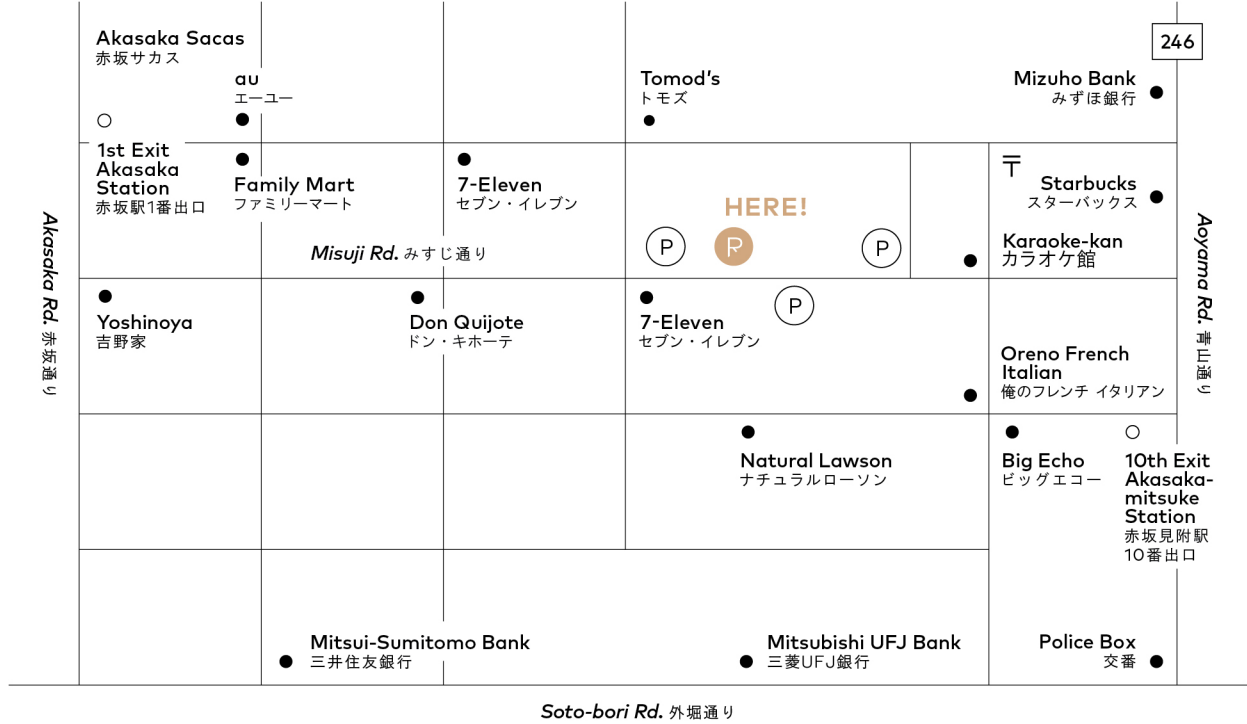 246
Akasaka Sacas
赤坂サカス
au
エーユー
Tomod's
トモズ
Mizuho Bank
みずほ銀行
1st Exit
Akasaka
Station
赤坂駅1番出口
Family Mart
ファミリーマート
7-Eleven
セブン・イレブン
HERE!
P
R
P
〒
Starbucks
スターバックス
Karaoke-kan
カラオケ館
Misuji Rd. みすじ通り
Akasaka Rd. 赤坂通り
Aoyama Rd. 青山通り
Yoshinoya
吉野家
Don Quijote
ドン・キホーテ
7-Eleven
セブン・イレブン
P
Oreno French
Italian
俺のフレンチ イタリアン
Natural Lawson
ナチュラルローソン
Big Echo
ビッグエコー
10th Exit
Akasaka-
mitsuke
Station
赤坂見附駅
10番出口
Mitsui-Sumitomo Bank
三井住友銀行
Mitsubishi UFJ Bank
三菱UFJ銀行
Police Box
交番
Soto-bori Rd. 外堀通り